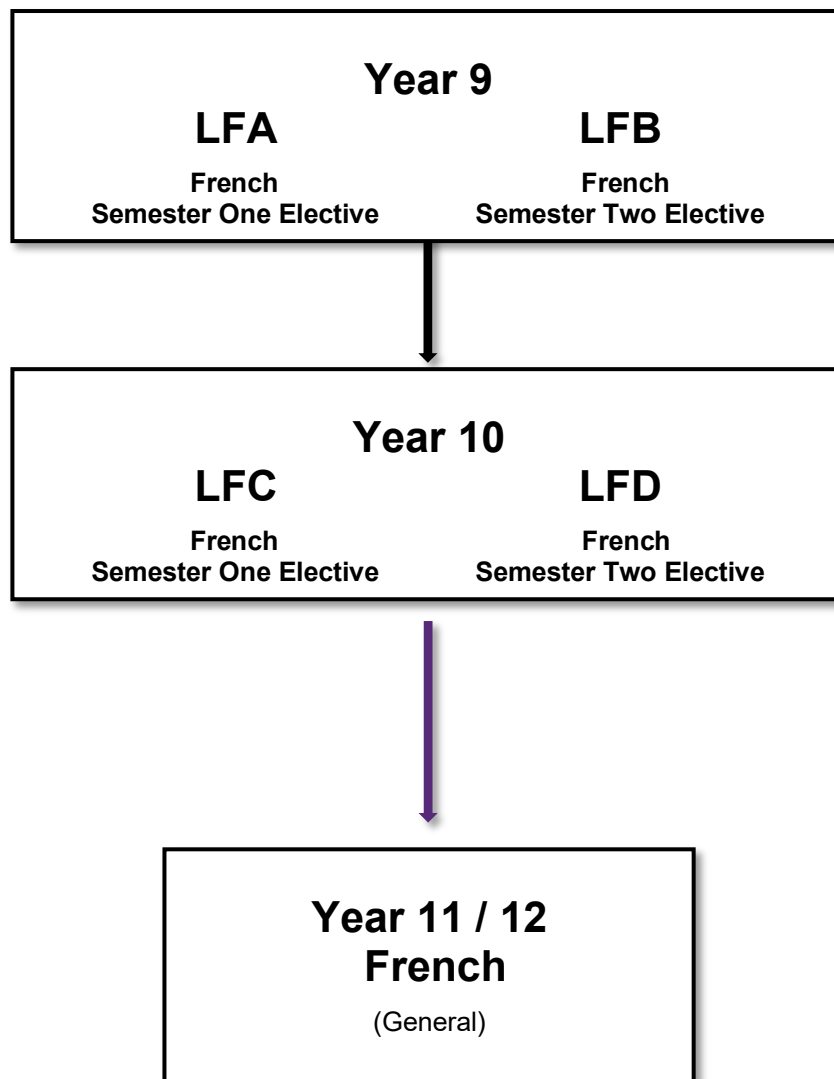 Year 9
LFA LFB
French French
Semester One Elective Semester Two Elective
Year 10
LFC LFD
French French
Semester One Elective Semester Two Elective
Year 11 / 12
French
(General)